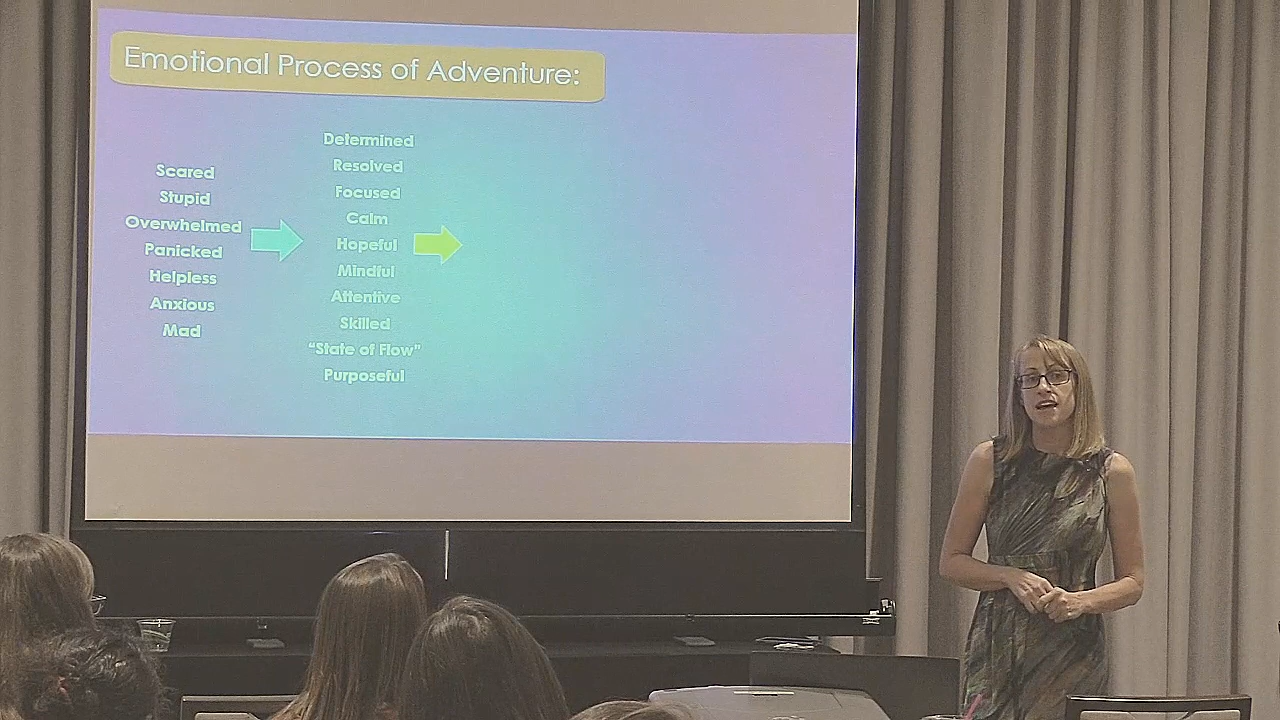 Emotional Process of Adventure:
Scared
Stupid
Overwhelmed
Panicked
Helpless
Anxious
Mad
Determined
Resolved
Focused
Calm
Hopeful
Mindful
Attentive
Skilled
“State of Flow”
Purposeful